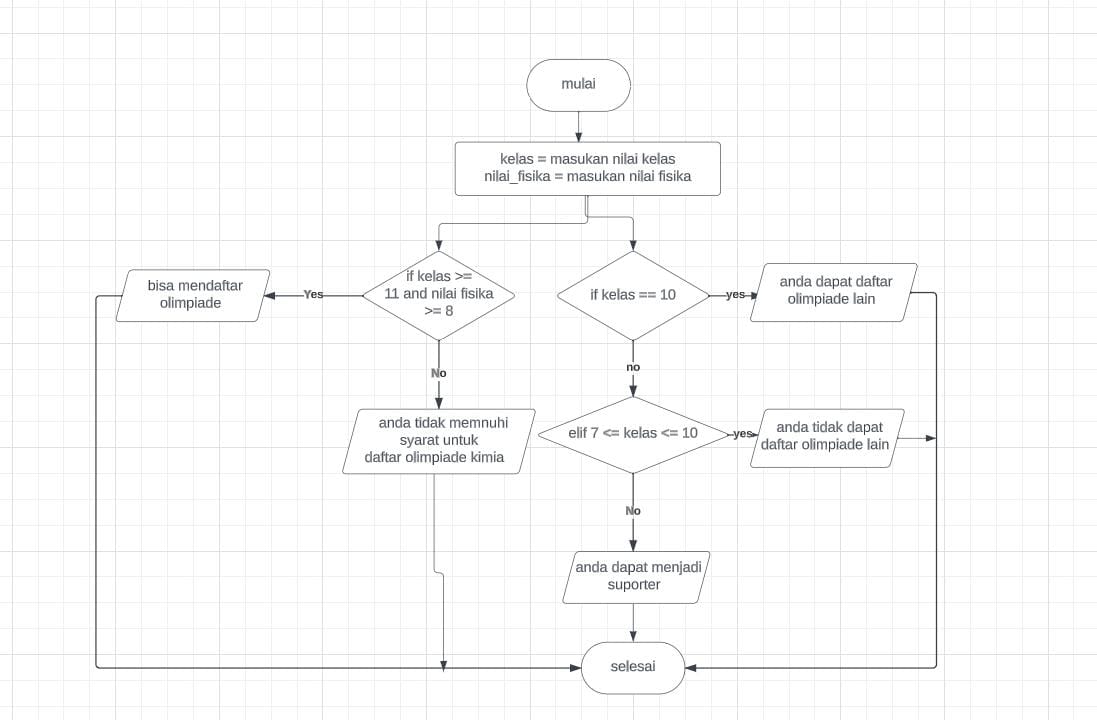 mulai
kelas = masukan nilai kelas
nilai_fisika = masukan nilai fisika
bisa mendaftar
olimpiade
Yes
if kelas >=
11 and nilai fisika
>= 8
if kelas == 10
yes
anda dapat daftar
olimpiade lain
No
no
anda tidak memnuhi
syarat untuk
daftar olimpiade kimia
elif 7 <= kelas <= 10
yes
anda tidak dapat
daftar olimpiade lain
No
anda dapat menjadi
suporter
selesai